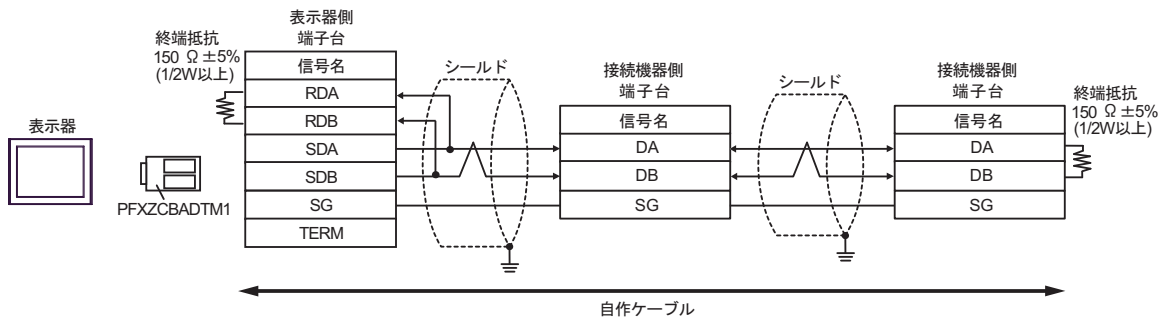 表示器
PFXZCBADTM1
終端抵抗
150 Ω ±5%
(1/2W以上)
表示器側
端子台
信号名
RDA
RDB
SDA
SDB
SG
TERM
シールド
接続機器側
端子台
信号名
DA
DB
SG
シールド
接続機器側
端子台
信号名
DA
DB
SG
終端抵抗
150 Ω ±5%
(1/2W以上)
自作ケーブル